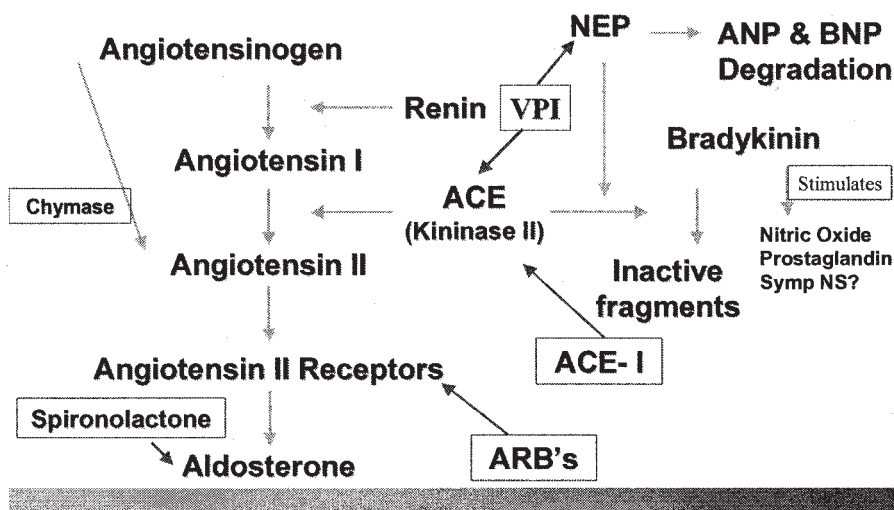 Angiotensinogen
NEP
ANP & BNP
Degradation
Renin
VPI
Bradykinin
Angiotensin I
Stimulates
Chymase
ACE
(Kininase II)
Nitric Oxide
Prostaglandin
Symp NS?
Angiotensin II
Inactive
fragments
Angiotensin II Receptors
ACE- I
Spironolactone
ARB's
Aldosterone